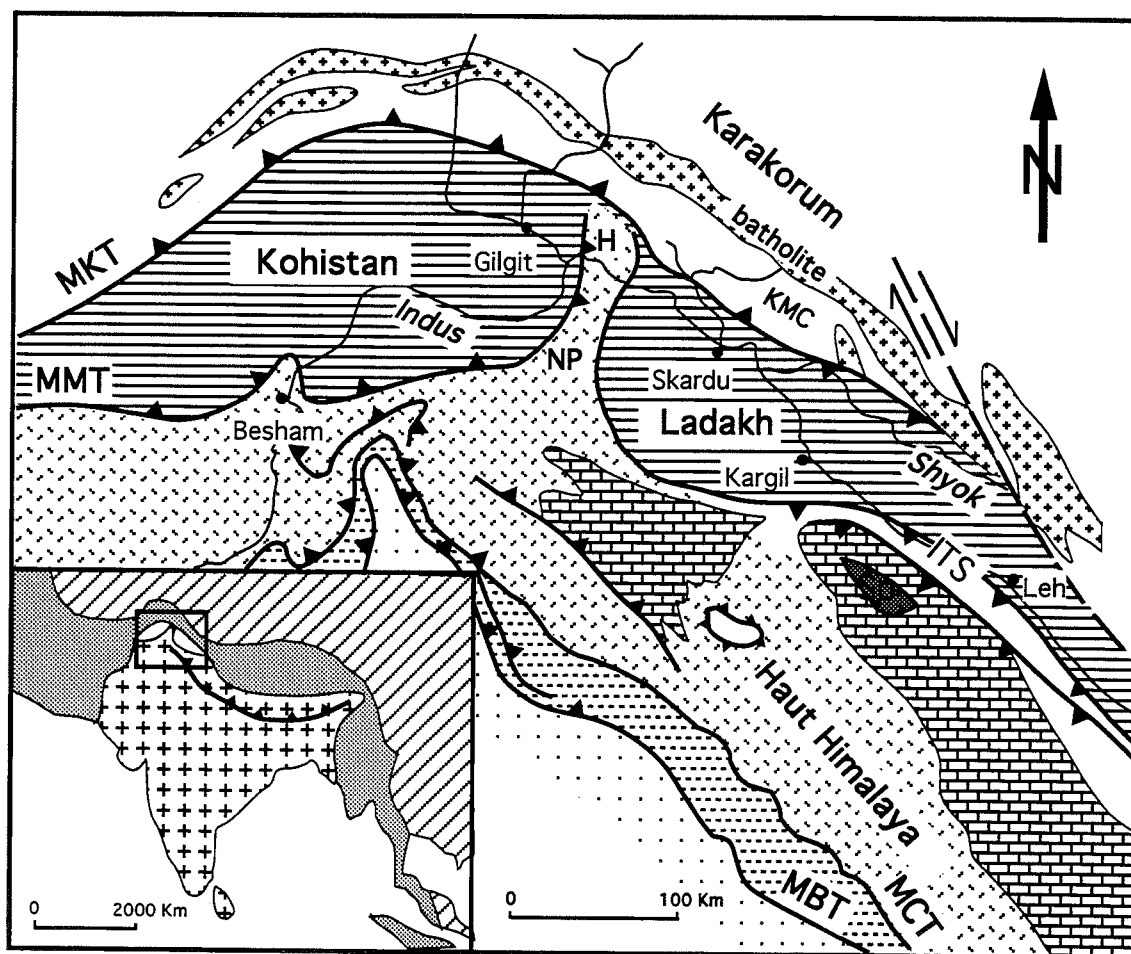 Karakorum
N
batholite
H
MKT
Kohistan
Gilgit
KMC
Indus
NP
MMT
Skardu
Ladakh
Besham
Kargil
Shyok
ITS
Leh
Haut Himalaya
MCT
MBT
0 2000 Km
0 100 Km